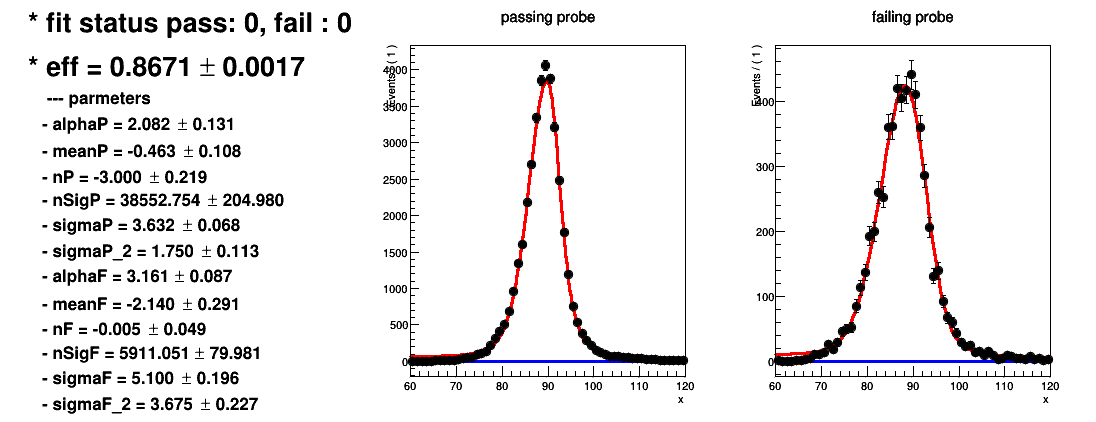 * fit status pass: 0, fail : 0
* eff = 0.8671 ± 0.0017
--- parmeters
- alphaP = 2.082 ± 0.131
- meanP = -0.463 ± 0.108
- nP = -3.000 ± 0.219
- nSigP = 38552.754 ± 204.980
- sigmaP = 3.632 ± 0.068
- sigmaP_2 = 1.750 ± 0.113
- alphaF = 3.161 ± 0.087
- meanF = -2.140 ± 0.291
- nF = -0.005 ± 0.049
- nSigF = 5911.051 ± 79.981
- sigmaF = 5.100 ± 0.196
- sigmaF_2 = 3.675 ± 0.227
passing probe
Events / ( 1 )
4000
3500
3000
2500
2000
1500
1000
500
0
60 70 80 90 100 110 120
x
failing probe
Events / ( 1 )
400
300
200
100
0
60 70 80 90 100 110 120
x